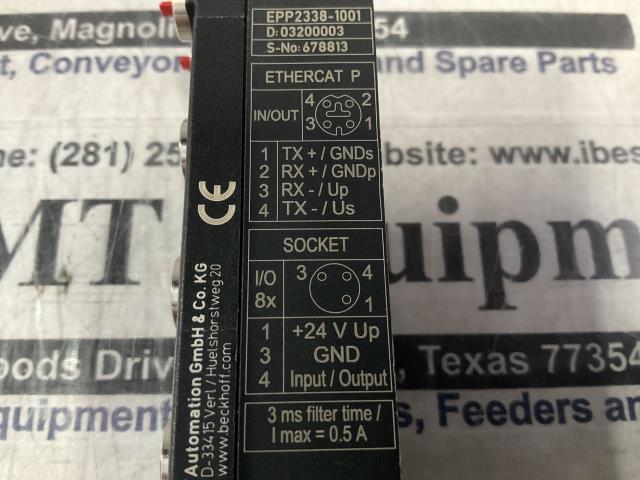 EPP2338-1001
D: 03200003
S-No: 678813
ETHERCAT P
IN/OUT
4 2
3 1
1 TX + / GNDs
2 RX + / GNDp
3 RX - / Up
4 TX - / Us
SOCKET
I/O
8x
3 4
1
1 +24 V Up
3 GND
4 Input / Output
3 ms filter time /
I max = 0.5 A
CE
Automation GmbH & Co. KG
D-33415 Verl / Huelshorstweg 20
www.beckhoff.com
ve, Magnoli
t, Conveyo nd Spare Parts
ne: (281) 25 bsite: www.ibes
MT quipm
oods Driv , Texas 77354
quipment s, Feeders an